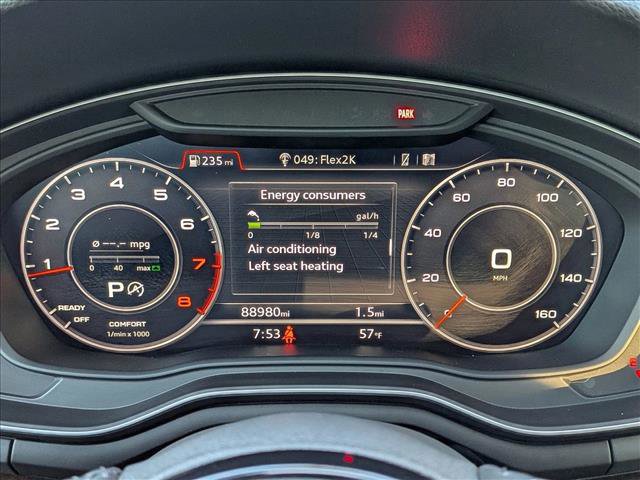 PARK
235 mi
049: Flex2K
Energy consumers
gal/h
0 1/8 1/4
Air conditioning
Left seat heating
88980mi 1.5mi
7:53 57°F
READY
OFF
1 2 3 4 5 6 7 8
Ø --.- mpg
0 40 max
P A
COMFORT
1/min x 1000
0 20 40 60 80 100 120 140 160
0
MPH